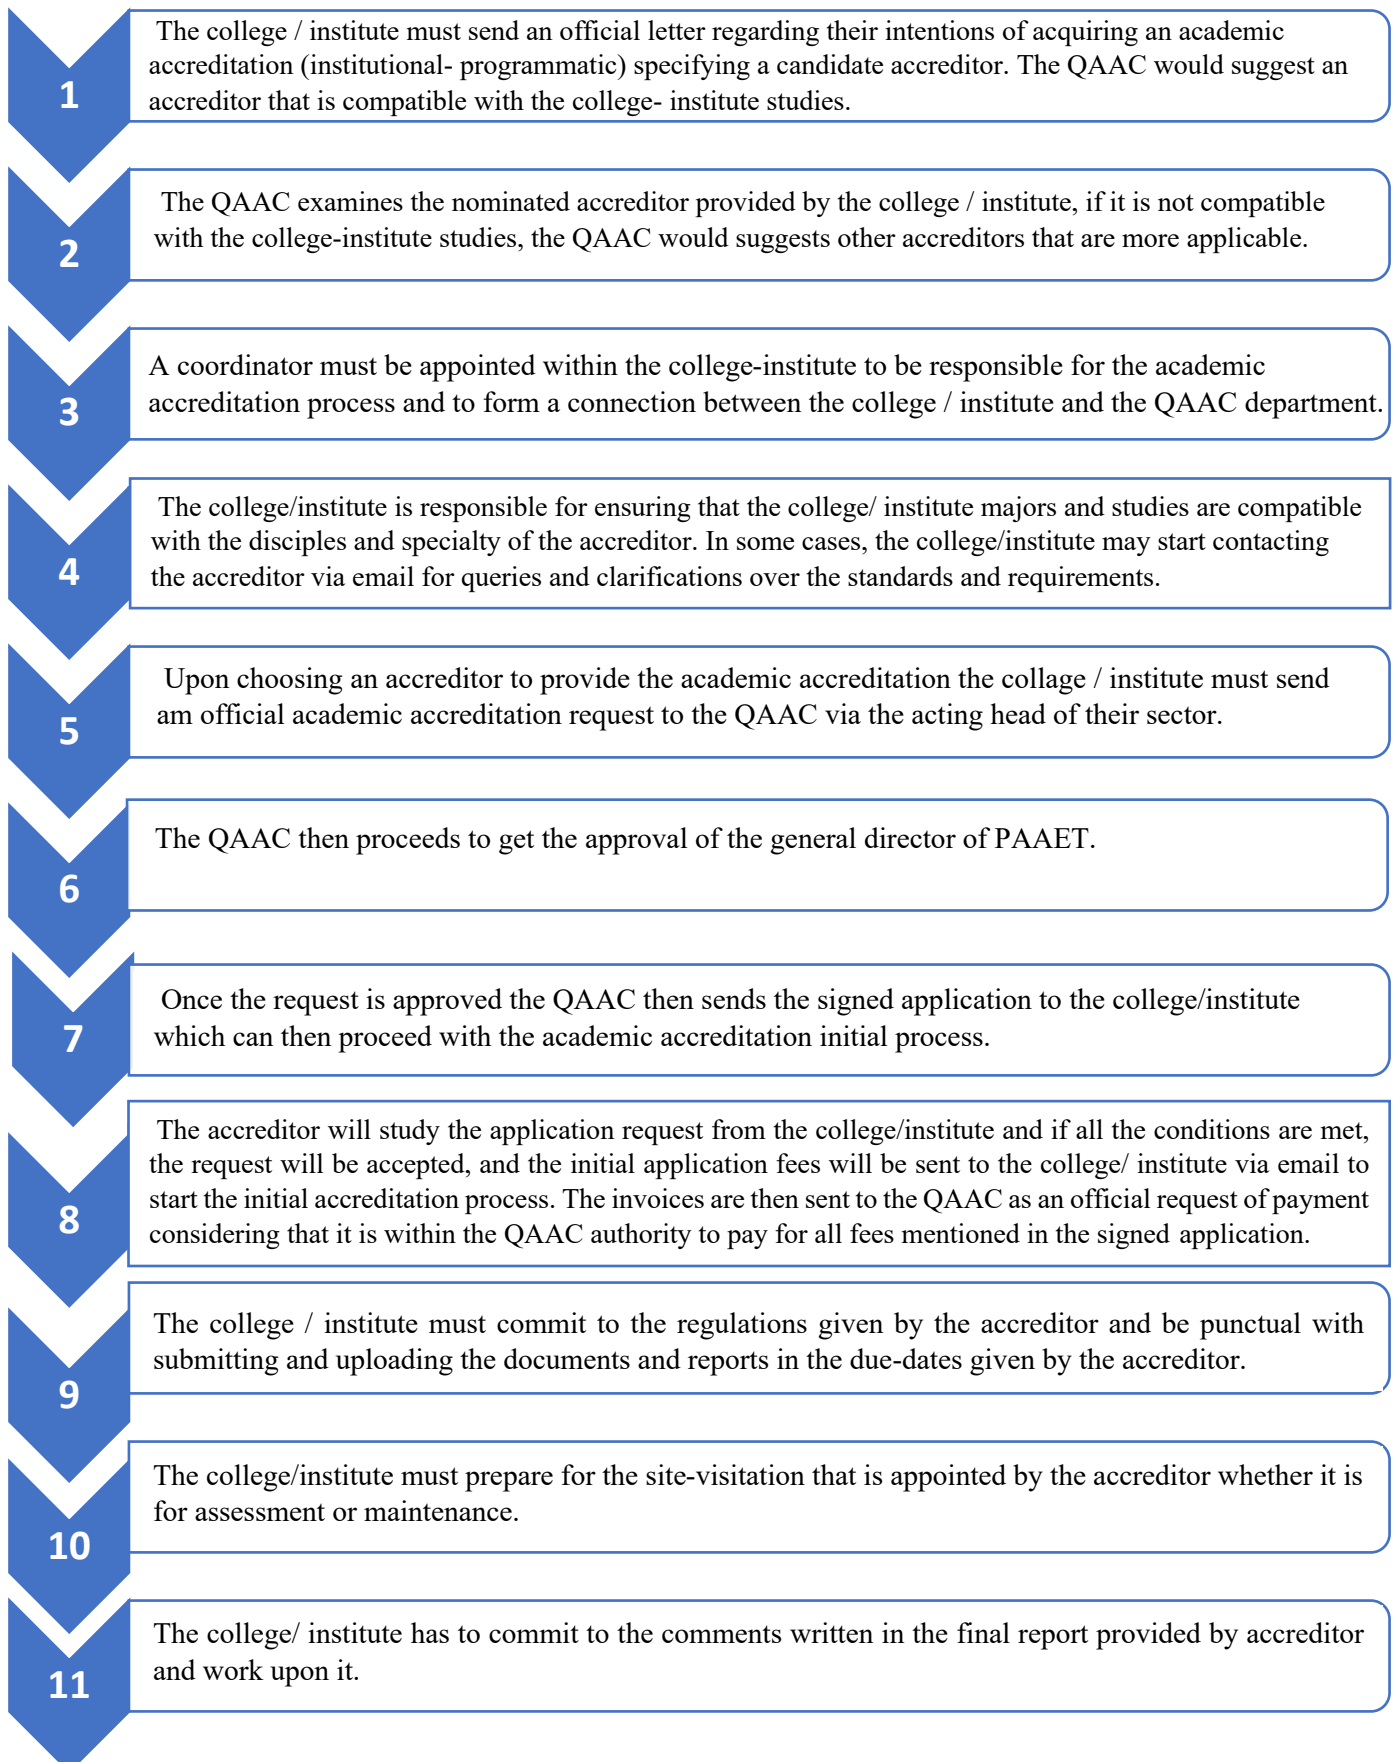 1
The college / institute must send an official letter regarding their intentions of acquiring an academic
accreditation (institutional- programmatic) specifying a candidate accreditor. The QAAC would suggest an
accreditor that is compatible with the college- institute studies.
2
The QAAC examines the nominated accreditor provided by the college / institute, if it is not compatible
with the college-institute studies, the QAAC would suggests other accreditors that are more applicable.
3
A coordinator must be appointed within the college-institute to be responsible for the academic
accreditation process and to form a connection between the college / institute and the QAAC department.
4
The college/institute is responsible for ensuring that the college/ institute majors and studies are compatible
with the disciples and specialty of the accreditor. In some cases, the college/institute may start contacting
the accreditor via email for queries and clarifications over the standards and requirements.
5
Upon choosing an accreditor to provide the academic accreditation the collage / institute must send
am official academic accreditation request to the QAAC via the acting head of their sector.
6
The QAAC then proceeds to get the approval of the general director of PAAET.
7
Once the request is approved the QAAC then sends the signed application to the college/institute
which can then proceed with the academic accreditation initial process.
8
The accreditor will study the application request from the college/institute and if all the conditions are met,
the request will be accepted, and the initial application fees will be sent to the college/ institute via email to
start the initial accreditation process. The invoices are then sent to the QAAC as an official request of payment
considering that it is within the QAAC authority to pay for all fees mentioned in the signed application.
9
The college / institute must commit to the regulations given by the accreditor and be punctual with
submitting and uploading the documents and reports in the due-dates given by the accreditor.
10
The college/institute must prepare for the site-visitation that is appointed by the accreditor whether it is
for assessment or maintenance.
11
The college/ institute has to commit to the comments written in the final report provided by accreditor
and work upon it.